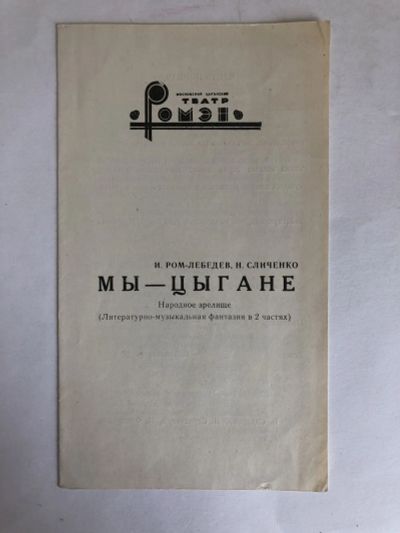 МОСКОВСКИЙ ЦЫГАНСКИЙ
ТЕАТР
РОМЭН
И. РОМ-ЛЕБЕДЕВ, Н. СЛИЧЕНКО
МЫ—ЦЫГАНЕ
Народное зрелище
(Литературно-музыкальная фантазия в 2 частях)